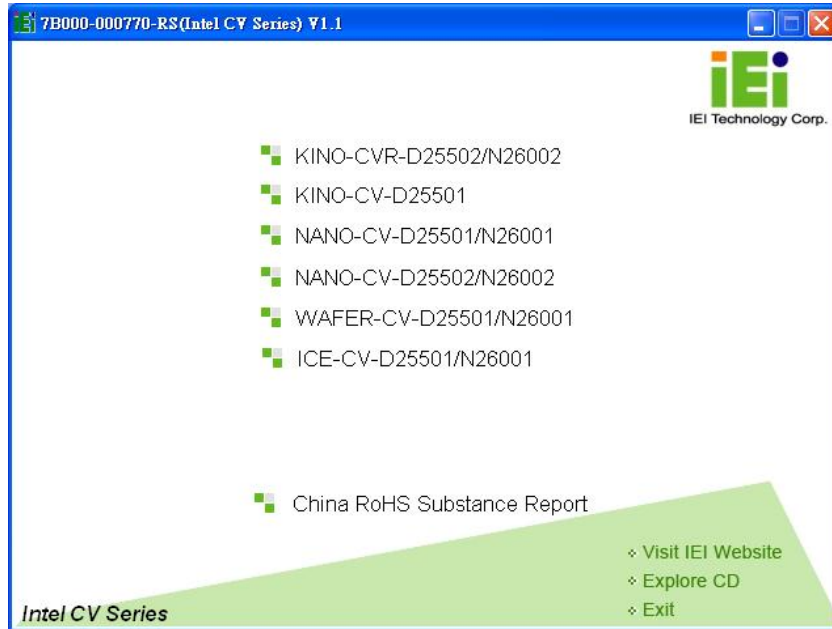 7B000-000770-RS(Intel CV Series) V1.1
iEi
IEI Technology Corp.
KINO-CVR-D25502/N26002
KINO-CV-D25501
NANO-CV-D25501/N26001
NANO-CV-D25502/N26002
WAFER-CV-D25501/N26001
ICE-CV-D25501/N26001
China RoHS Substance Report
Visit IEI Website
Explore CD
Exit
Intel CV Series